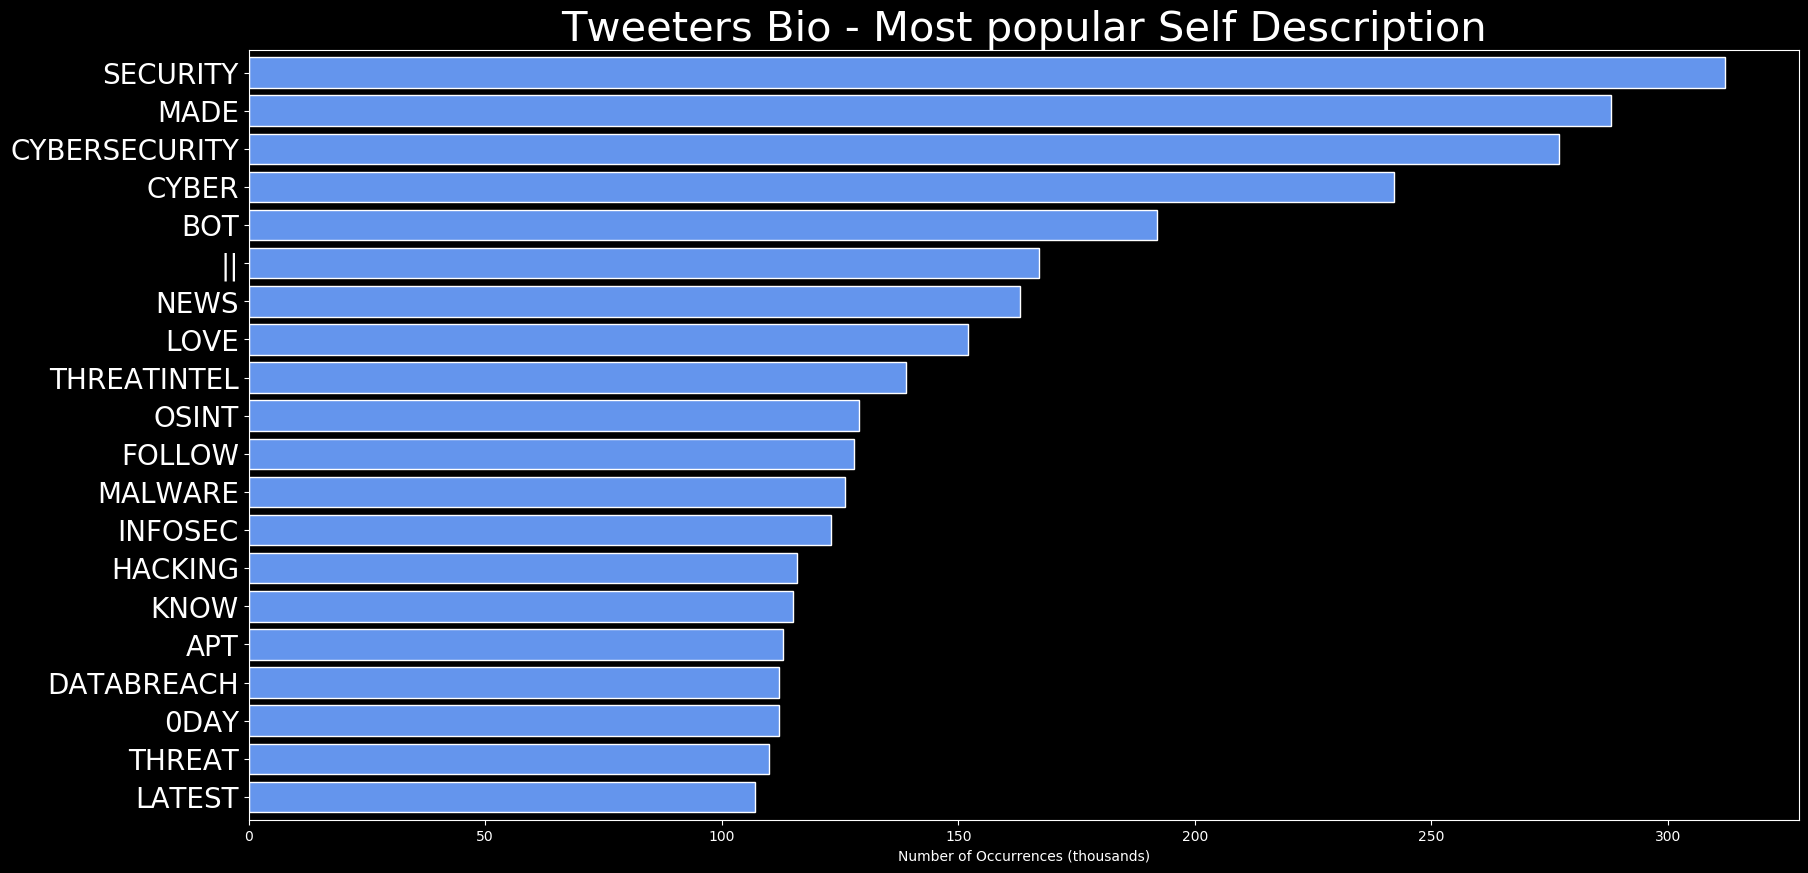 Tweeters Bio - Most popular Self Description
SECURITY
MADE
CYBERSECURITY
CYBER
BOT
||
NEWS
LOVE
THREATINTEL
OSINT
FOLLOW
MALWARE
INFOSEC
HACKING
KNOW
APT
DATABREACH
0DAY
THREAT
LATEST
0 50 100 150 200 250 300
Number of Occurrences (thousands)